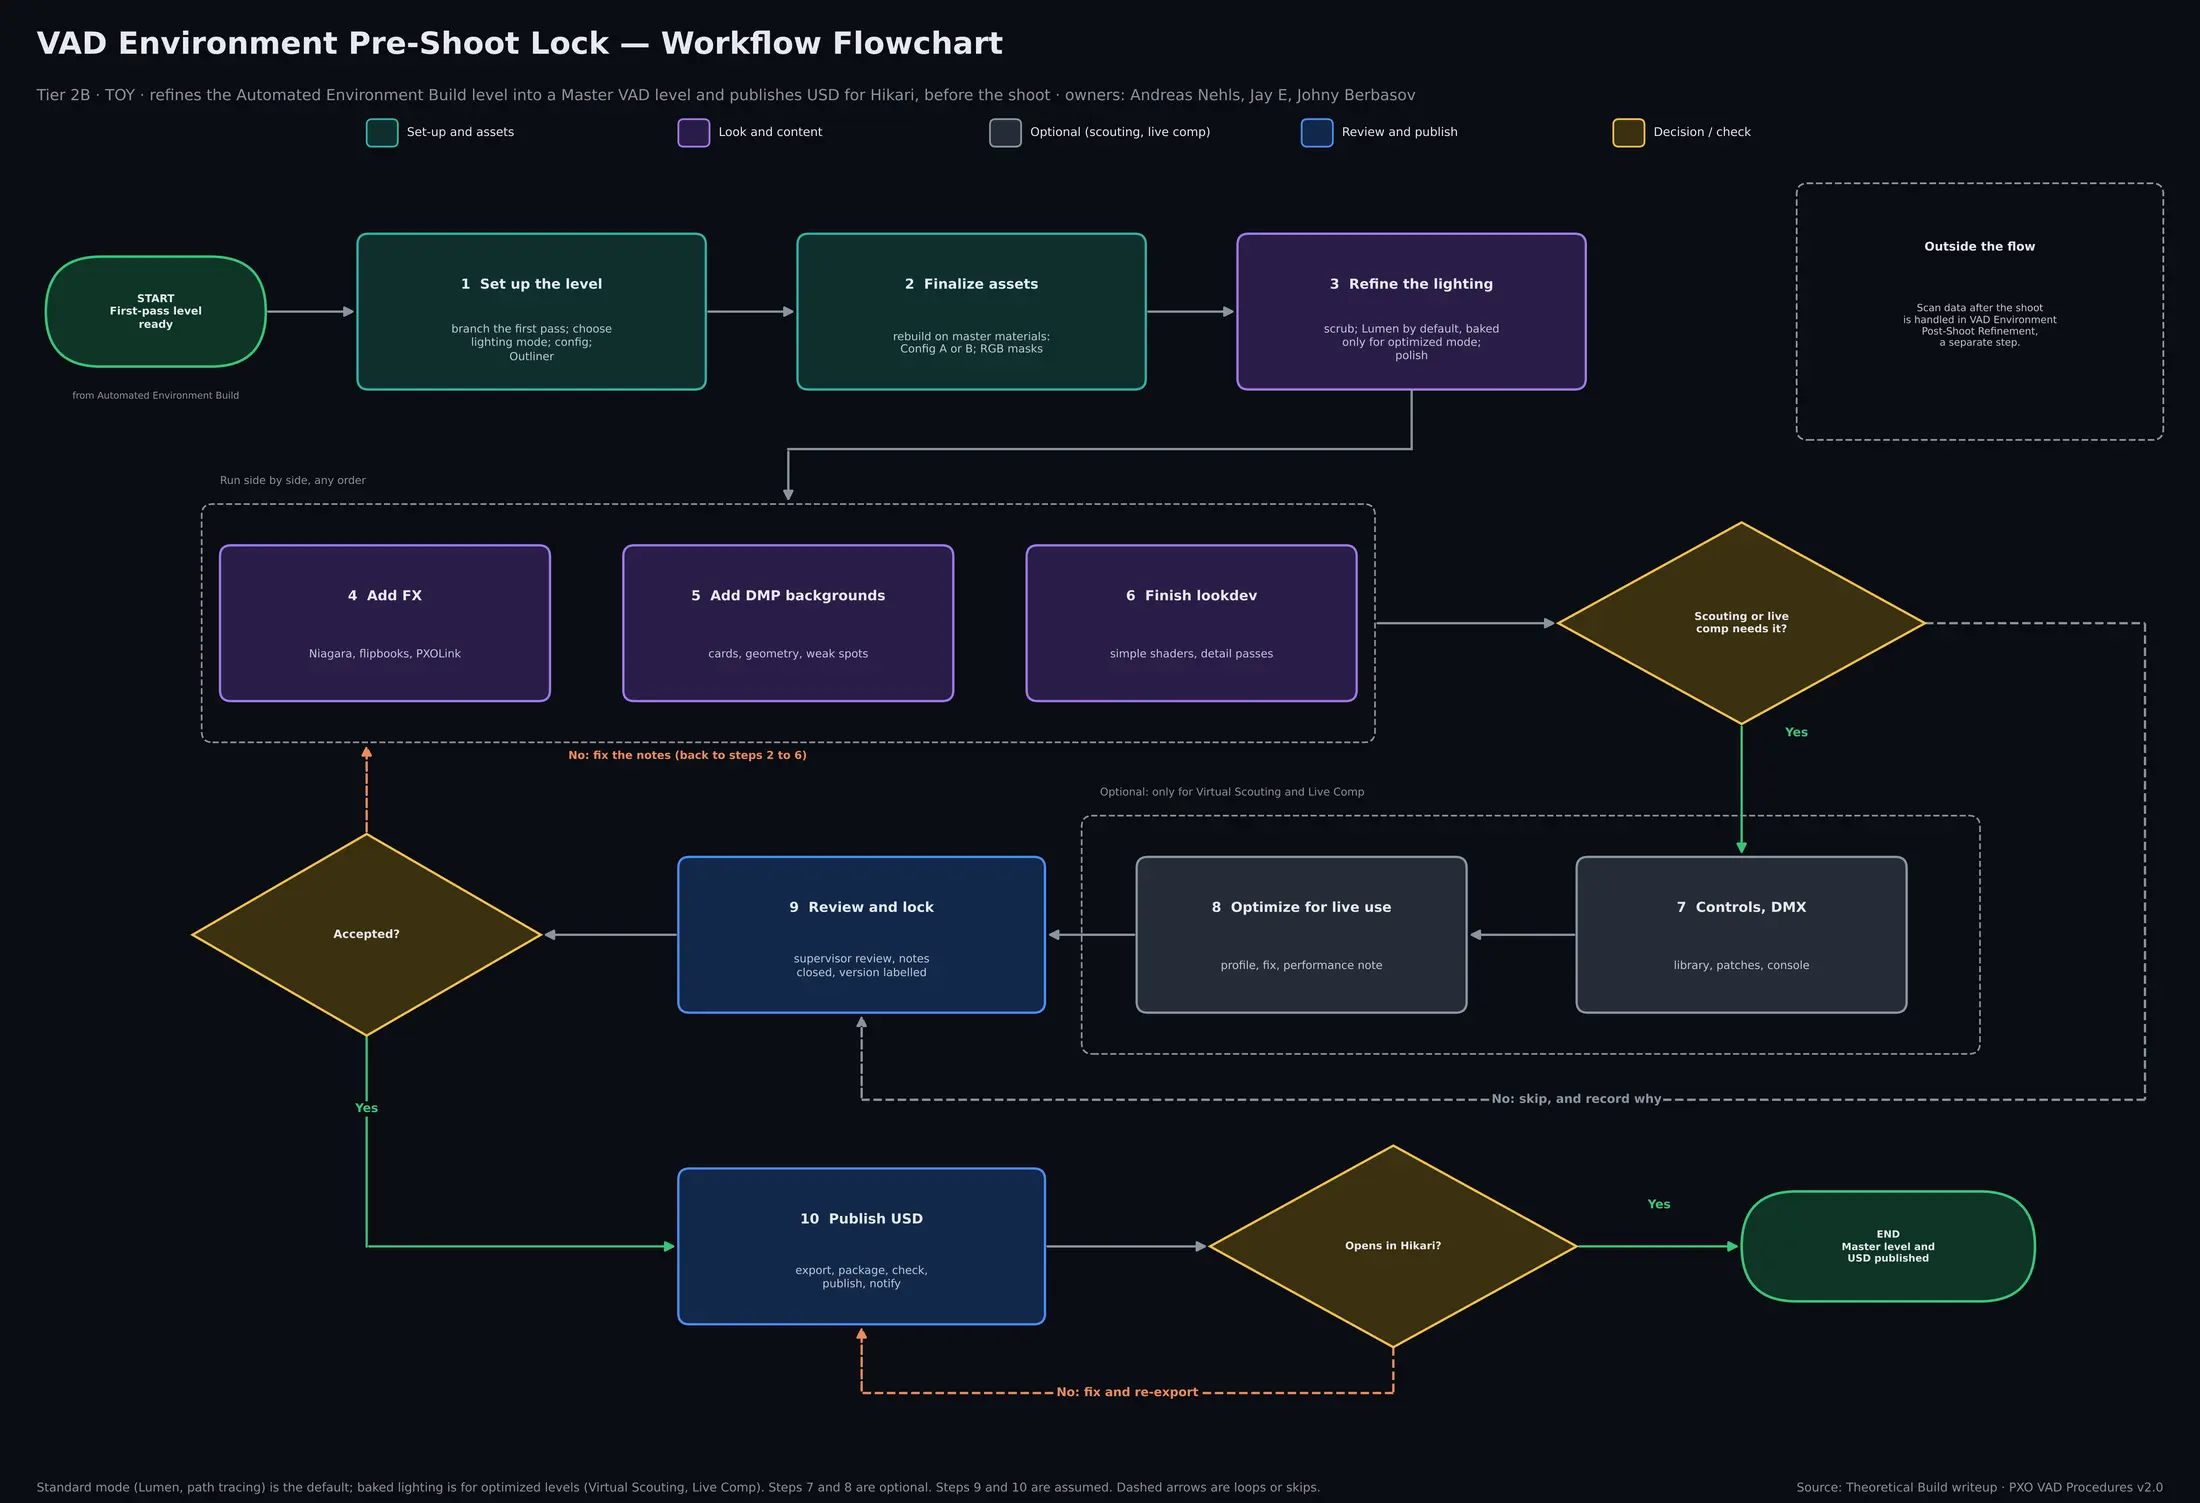 VAD Environment Pre-Shoot Lock — Workflow Flowchart
Tier 2B · TOY · refines the Automated Environment Build level into a Master VAD level and publishes USD for Hikari, before the shoot · owners: Andreas Nehls, Jay E, Johny Berbasov
Set-up and assets
Look and content
Optional (scouting, live comp)
Review and publish
Decision / check
START
First-pass level
ready
from Automated Environment Build
1 Set up the level
branch the first pass; choose
lighting mode; config;
Outliner
2 Finalize assets
rebuild on master materials:
Config A or B; RGB masks
3 Refine the lighting
scrub; Lumen by default, baked
only for optimized mode;
polish
Outside the flow
Scan data after the shoot
is handled in VAD Environment
Post-Shoot Refinement,
a separate step.
Run side by side, any order
4 Add FX
Niagara, flipbooks, PXOLink
5 Add DMP backgrounds
cards, geometry, weak spots
6 Finish lookdev
simple shaders, detail passes
Scouting or live
comp needs it?
Yes
No: fix the notes (back to steps 2 to 6)
Optional: only for Virtual Scouting and Live Comp
Accepted?
9 Review and lock
supervisor review, notes
closed, version labelled
8 Optimize for live use
profile, fix, performance note
7 Controls, DMX
library, patches, console
No: skip, and record why
Yes
10 Publish USD
export, package, check,
publish, notify
Opens in Hikari?
Yes
END
Master level and
USD published
No: fix and re-export
Standard mode (Lumen, path tracing) is the default; baked lighting is for optimized levels (Virtual Scouting, Live Comp). Steps 7 and 8 are optional. Steps 9 and 10 are assumed. Dashed arrows are loops or skips.
Source: Theoretical Build writeup · PXO VAD Procedures v2.0